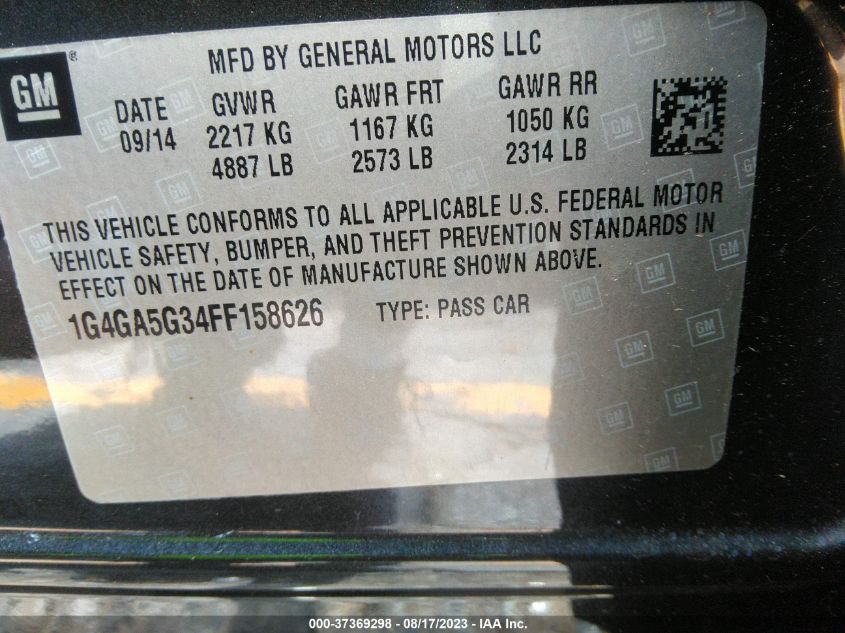 GM
®
MFD BY GENERAL MOTORS LLC
DATE GVWR GAWR FRT GAWR RR
09/14 2217 KG 1167 KG 1050 KG
4887 LB 2573 LB 2314 LB
THIS VEHICLE CONFORMS TO ALL APPLICABLE U.S. FEDERAL MOTOR
VEHICLE SAFETY, BUMPER, AND THEFT PREVENTION STANDARDS IN
EFFECT ON THE DATE OF MANUFACTURE SHOWN ABOVE.
1G4GA5G34FF158626 TYPE: PASS CAR
000-37369298 - 08/17/2023 - IAA Inc.